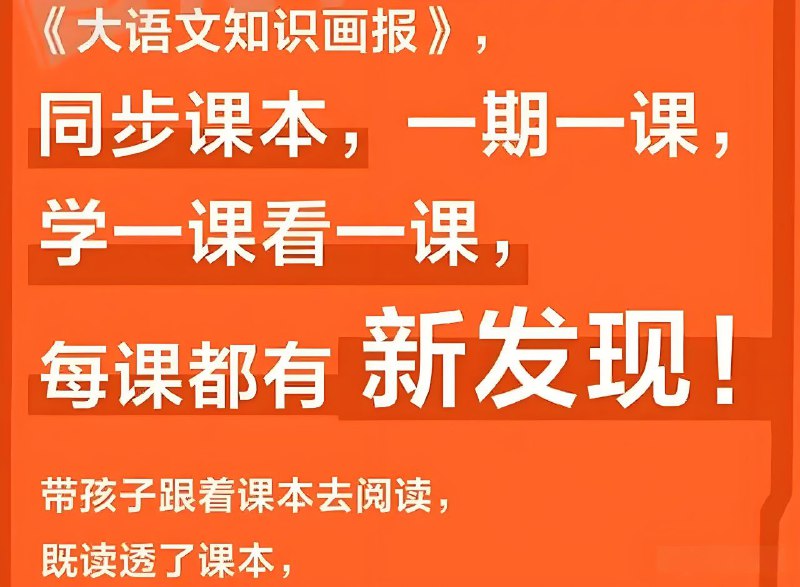 《大语文知识画报》，
同步课本，一期一课，
学一课看一课，
每课都有 新发现！
带孩子跟着课本去阅读，
既读透了课本，